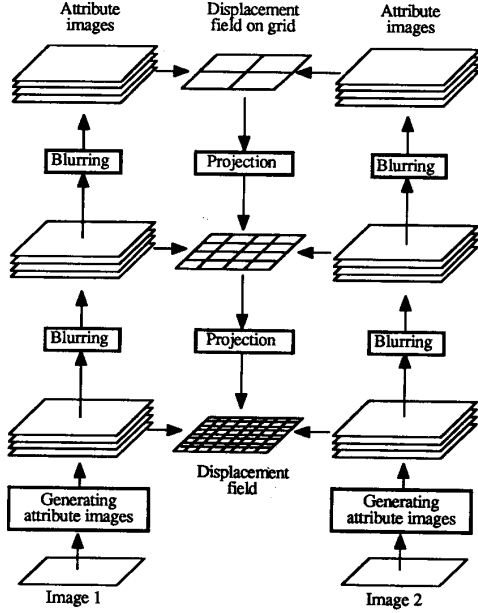 Attribute
images
Displacement
field on grid
Attribute
images
Blurring
Projection
Blurring
Blurring
Projection
Blurring
Displacement
field
Generating
attribute images
Generating
attribute images
Image 1
Image 2